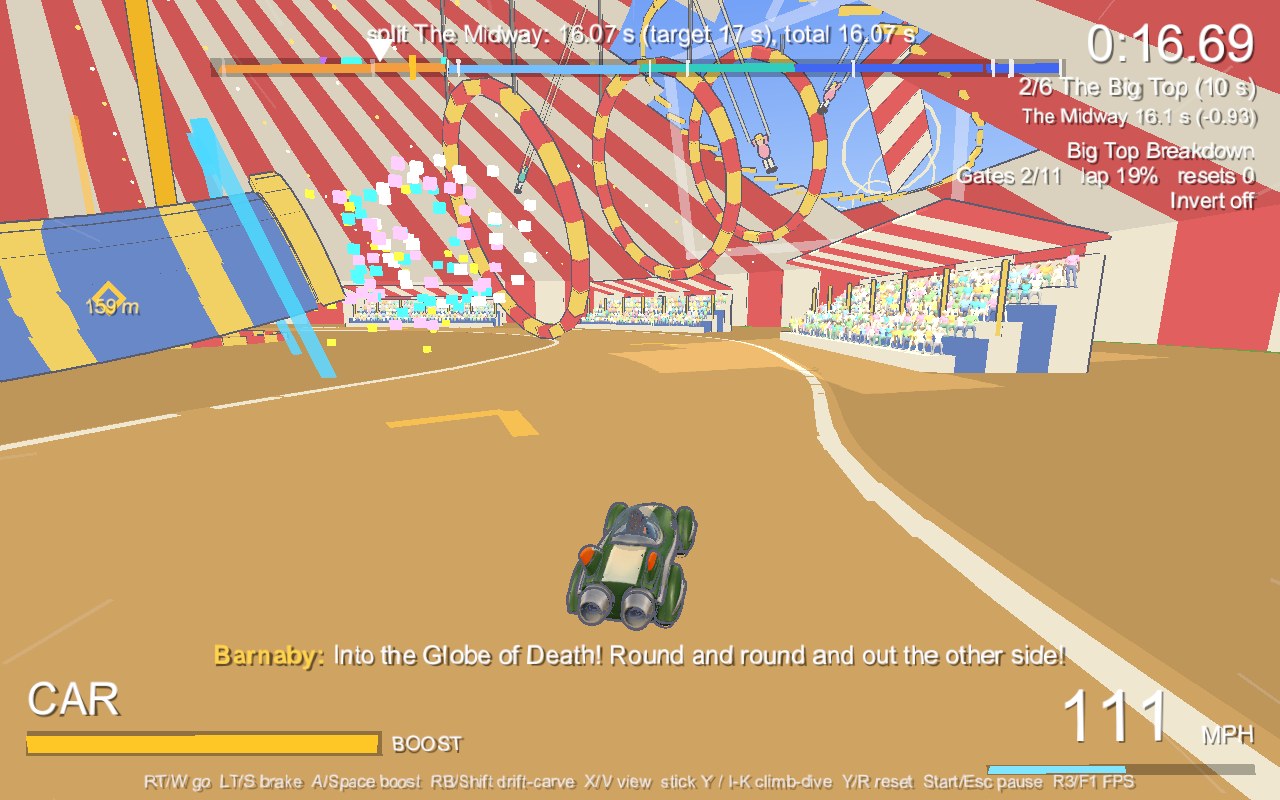 split The Midway: 16.07 s (target 17 s), total 16.07 s
0:16.69
2/6 The Big Top (10 s)
The Midway 16.1 s (-0.93)
Big Top Breakdown
Gates 2/11 lap 19% resets 0
Invert off
159 m
Barnaby: Into the Globe of Death! Round and round and out the other side!
CAR
BOOST
111 MPH
RT/W go LT/S brake A/Space boost RB/Shift drift-carve X/V view stick Y / I-K climb-dive Y/R reset Start/Esc pause R3/F1 FPS